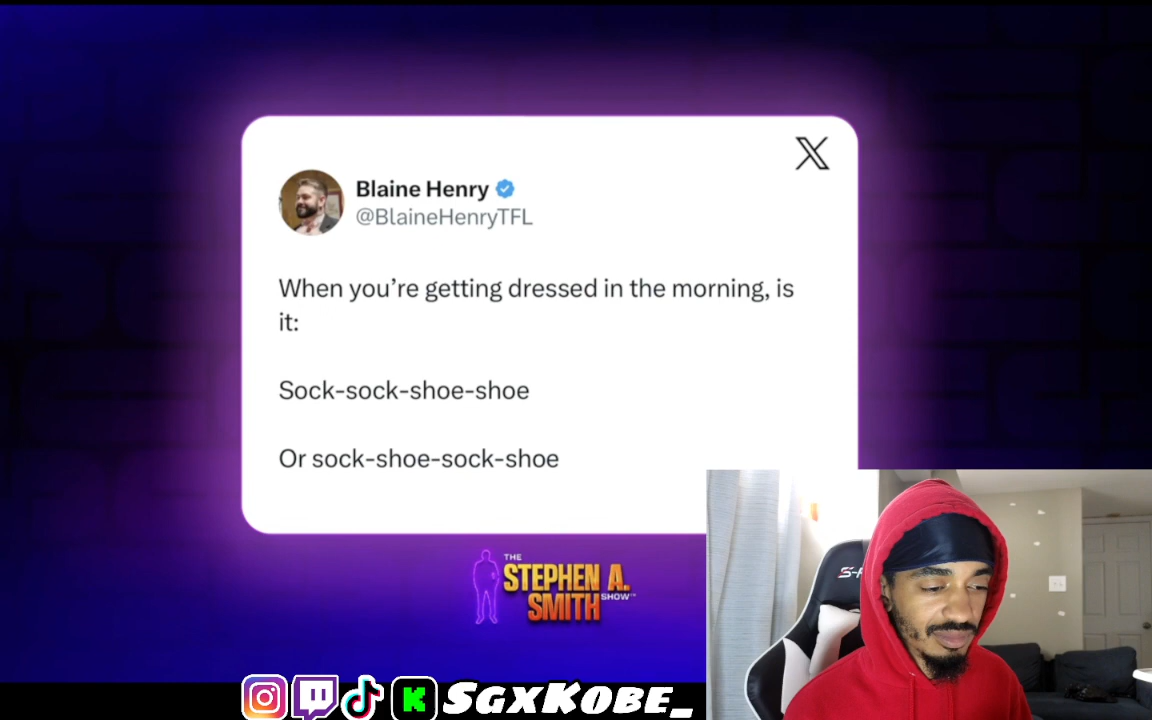 Blaine Henry
@BlaineHenryTFL
When you're getting dressed in the morning, is
it:
Sock-sock-shoe-shoe
Or sock-shoe-sock-shoe
THE
STEPHEN A.
SMITH
SHOW
SGXKOBE_